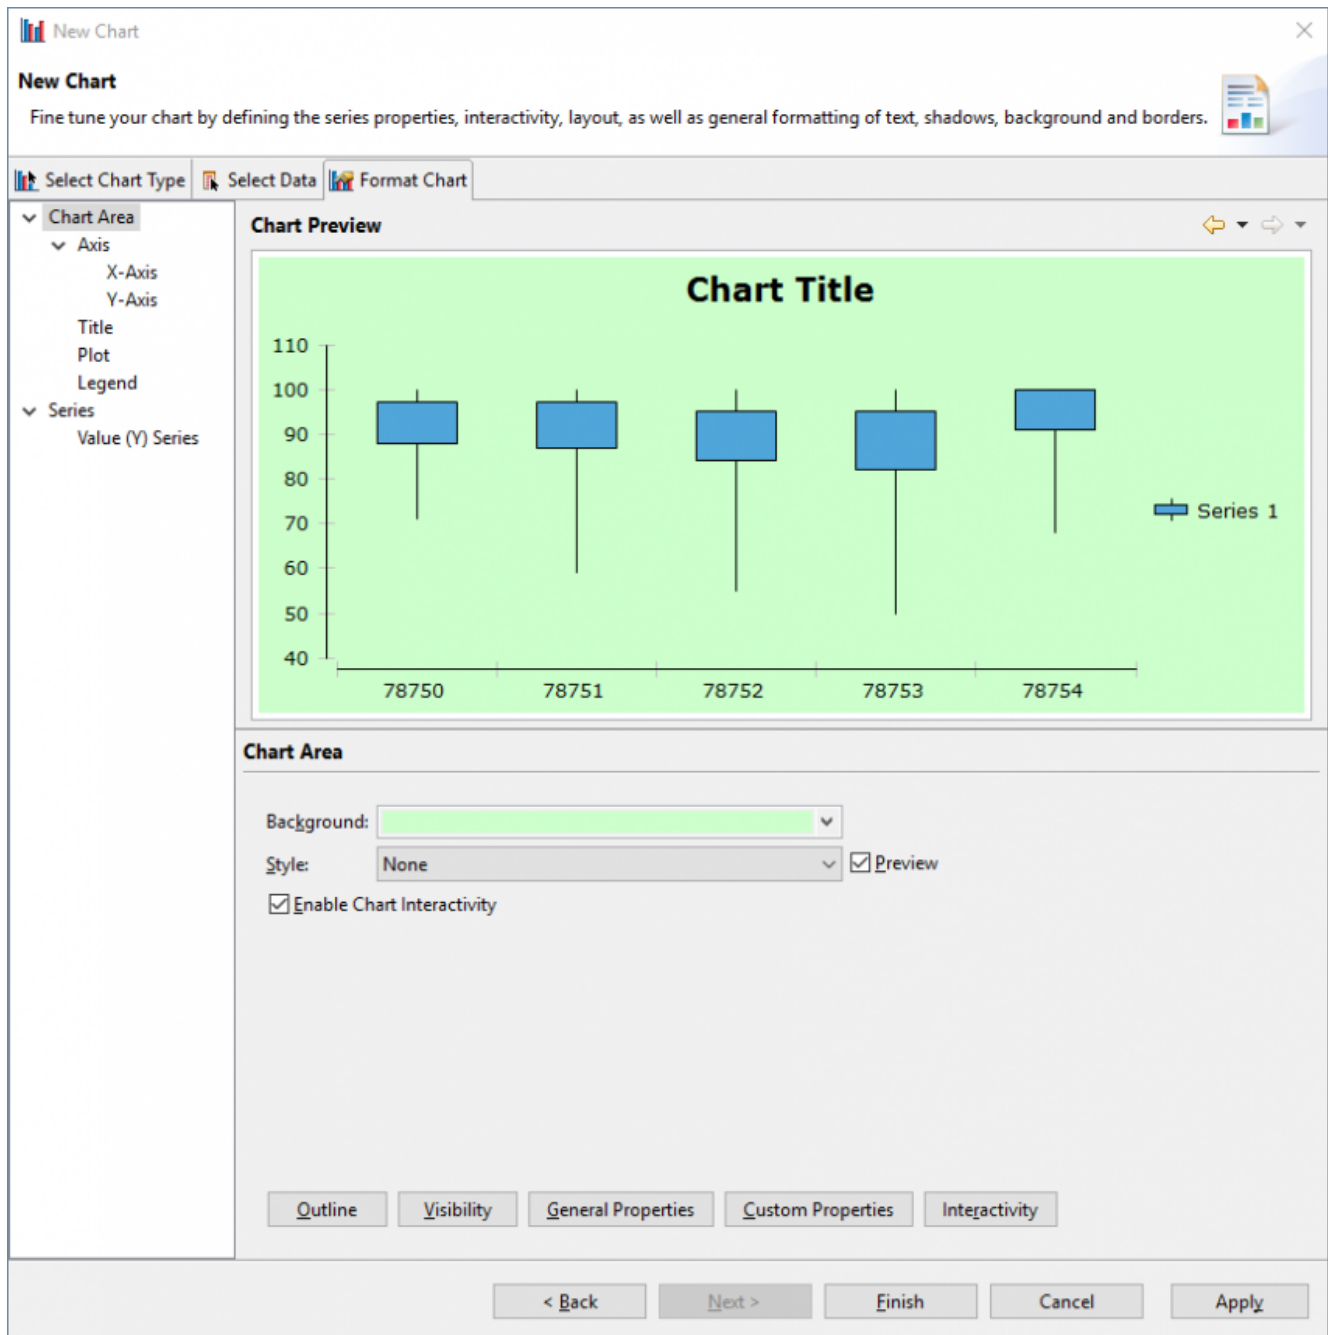 New Chart
New Chart
Fine tune your chart by defining the series properties, interactivity, layout, as well as general formatting of text, shadows, background and borders.
Select Chart Type Select Data Format Chart
Chart Area
Axis
X-Axis
Y-Axis
Title
Plot
Legend
Series
Value (Y) Series
Chart Preview
Chart Title
110
100
90
80
70
60
50
40
78750 78751 78752 78753 78754
Series 1
Chart Area
Background:
Style: None Preview
Enable Chart Interactivity
Outline Visibility General Properties Custom Properties Interactivity
< Back Next > Finish Cancel Apply